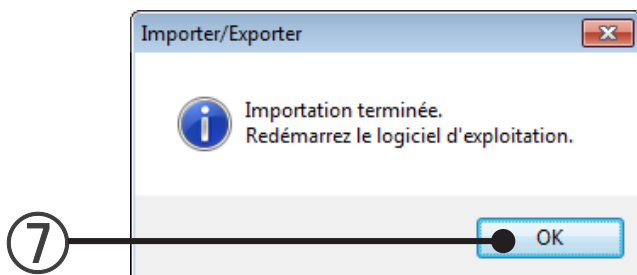 Importer/Exporter
Importation terminée.
Redémarrez le logiciel d'exploitation.
⑦
OK